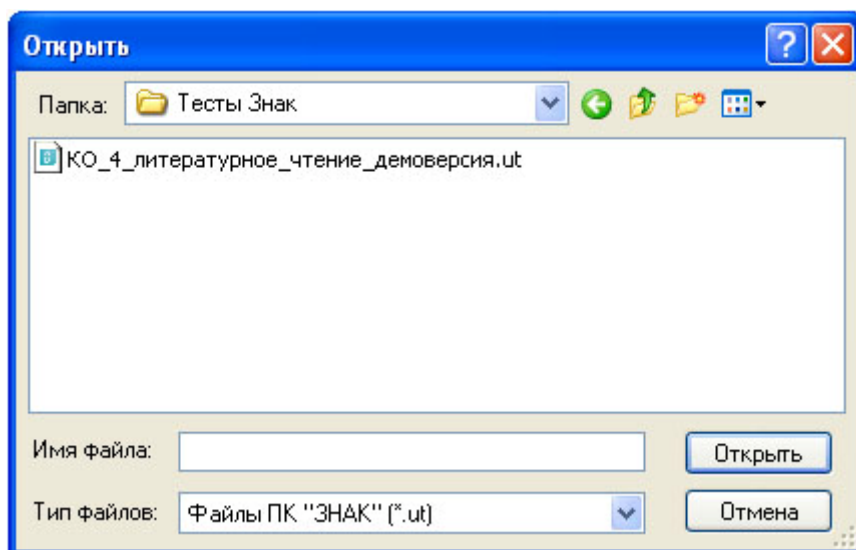 Открыть
Папка: Тесты Знак
КО_4_литературное_чтение_демоверсия.ut
Имя файла: Открыть
Тип файлов: Файлы ПК "ЗНАК" (*.ut) Отмена